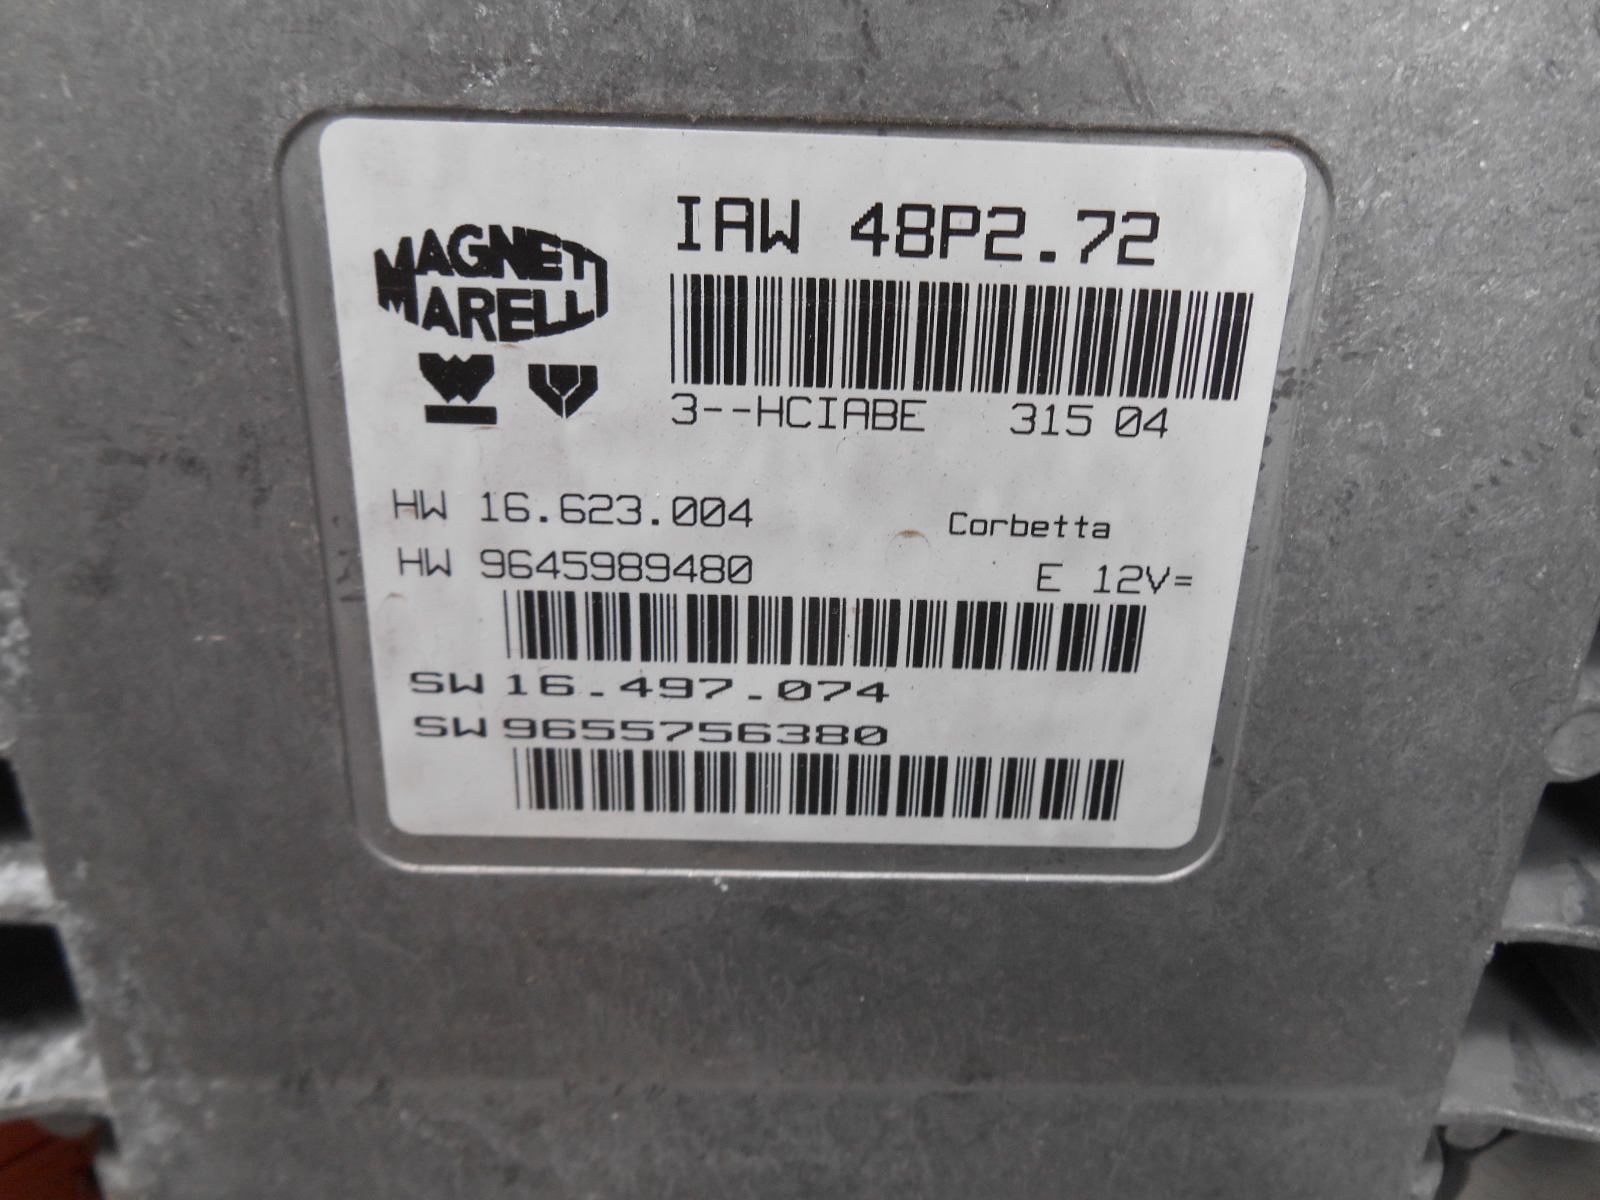 MAGNETI
MARELLI
IAW 48P2.72
3--HCIABE 315 04
HW 16.623.004
Corbetta
HW 9645989480
E 12V=
SW 16.497.074
SW 9655756380